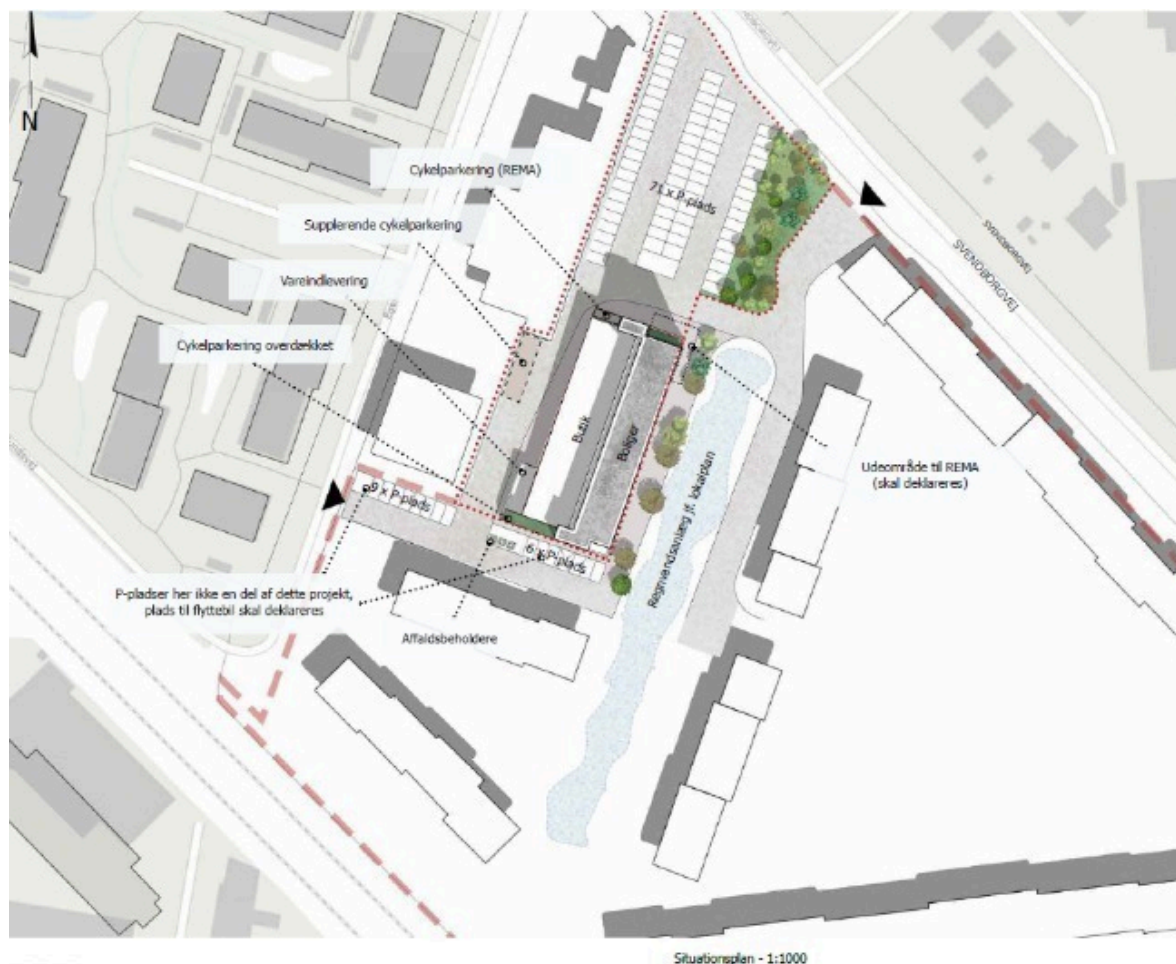 N
Cykelparkering (REMA)
Supplerende cykelparkering
Vareindlevering
Cykelparkering overdækket
71 x P-plads
SVENDBORGVEJ
SVENDBORGVEJ
Butik
Boliger
Regnvandsanlæg jf. lokalplan
Udeområde til REMA
(skal deklareres)
9 x P-plads
6 x P-plads
P-pladser her ikke en del af dette projekt,
plads til flyttebil skal deklareres
Affaldsbeholdere
Situationsplan - 1:1000